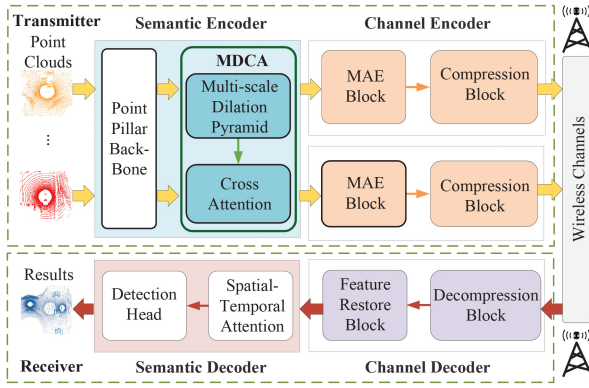 Transmitter
Semantic Encoder
Channel Encoder
Point
Clouds
...
Point
Pillar
Back-
Bone
MDCA
Multi-scale
Dilation
Pyramid
Cross
Attention
MAE
Block
Compression
Block
MAE
Block
Compression
Block
Wireless Channels
Results
Detection
Head
Spatial-
Temporal
Attention
Feature
Restore
Block
Decompression
Block
Receiver
Semantic Decoder
Channel Decoder